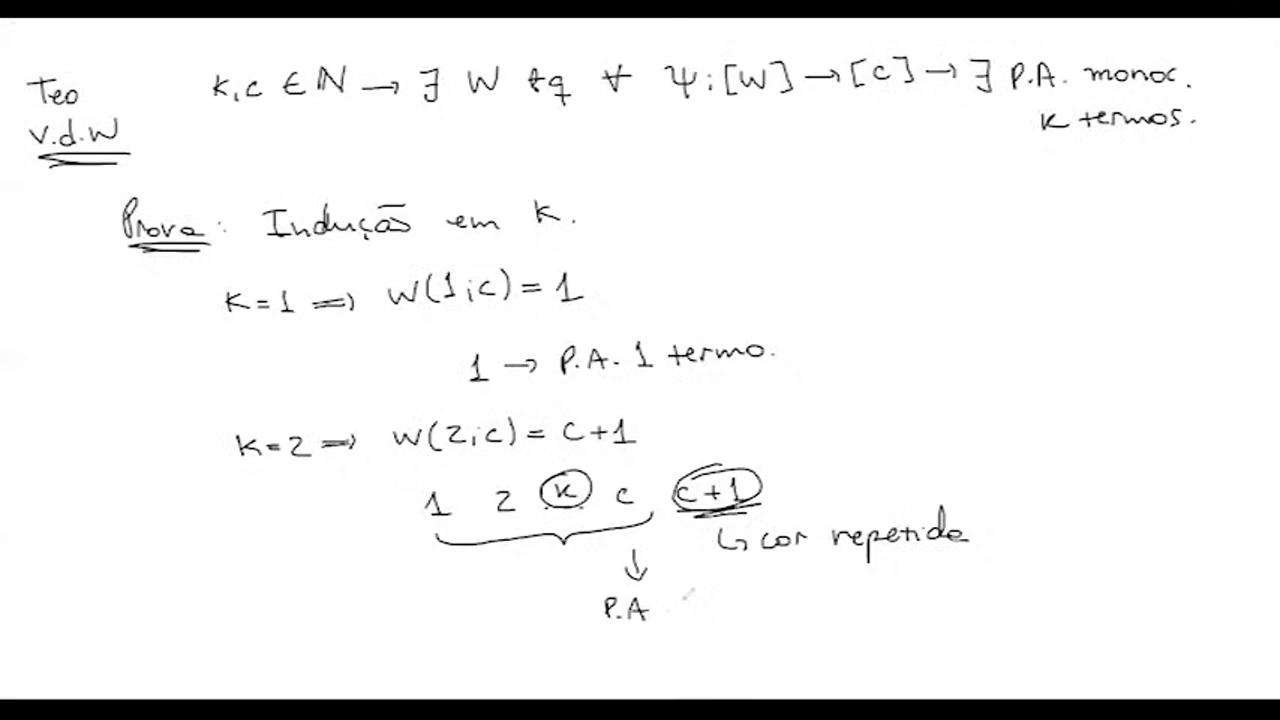 Teo k,c ∈ ℕ → ∃ W tq ∀ Ψ:[W]→[c]→∃ P.A. monoc.
V.d.W k termos.
Prova: Indução em k.
k=1 ⟹ W(1;c)=1
1 → P.A. 1 termo.
k=2 ⟹ W(2;c)= c+1
1 2 k c c+1
↳ cor repetida
↓
P.A